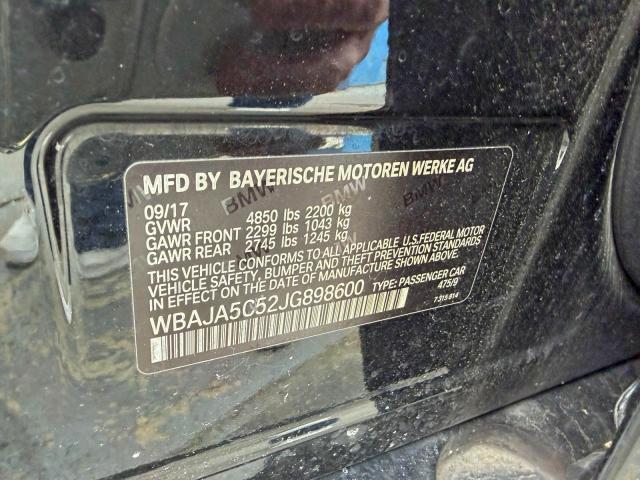 MFD BY BAYERISCHE MOTOREN WERKE AG
09/17
GVWR 4850 lbs 2200 kg
GAWR FRONT 2299 lbs 1043 kg
GAWR REAR 2745 lbs 1245 kg
THIS VEHICLE CONFORMS TO ALL APPLICABLE U.S.FEDERAL MOTOR
VEHICLE SAFETY, BUMPER AND THEFT PREVENTION STANDARDS
IN EFFECT ON THE DATE OF MANUFACTURE SHOWN ABOVE.
WBAJA5C52JG898600 TYPE: PASSENGER CAR
475/9
7 315 814
BMW
BMW
BMW